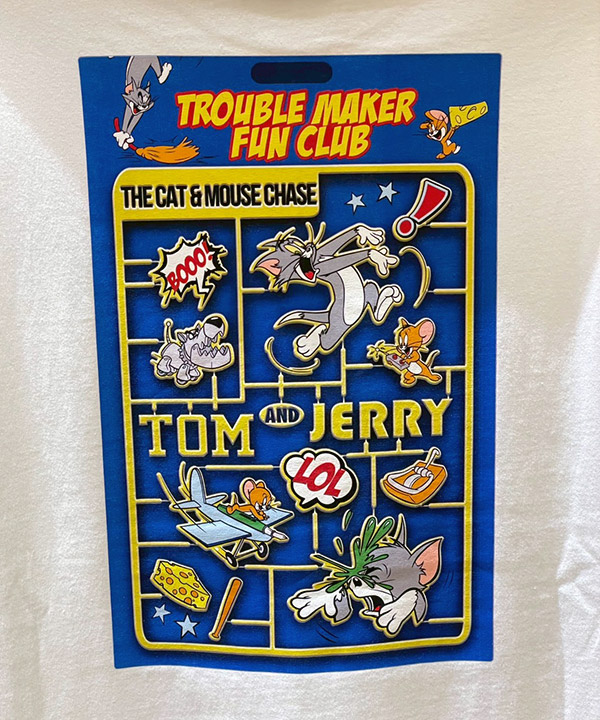 TROUBLE MAKER
FUN CLUB
THE CAT & MOUSE CHASE
BOOO!
TOM AND JERRY
LOL